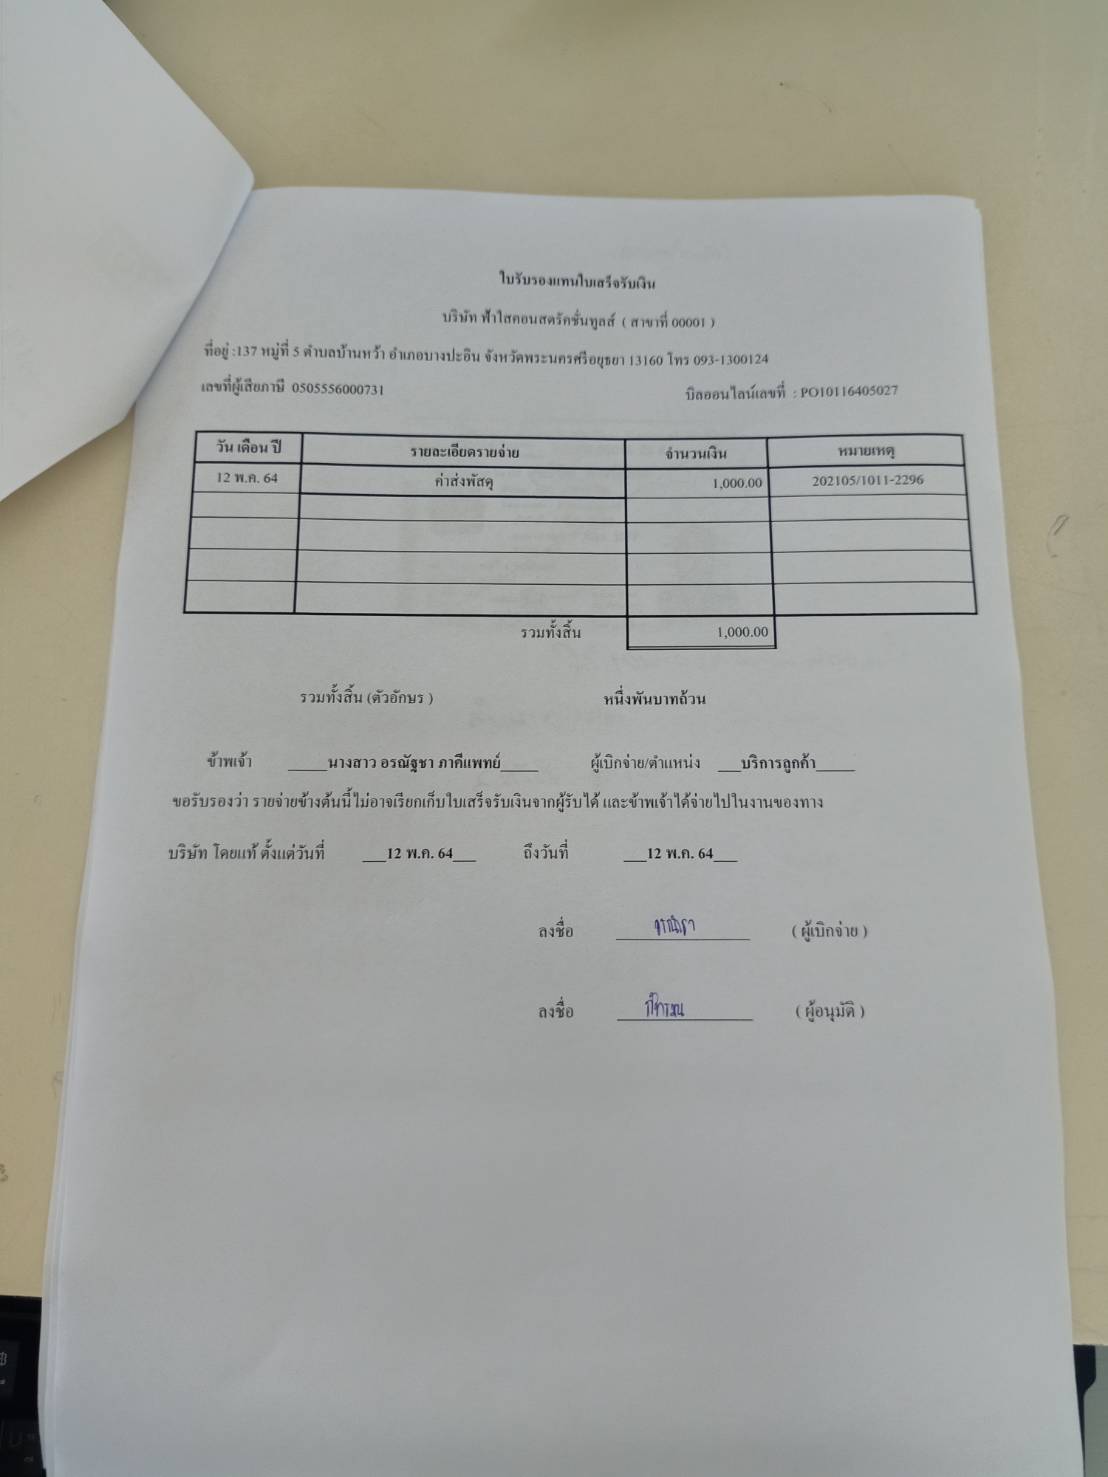 ใบรับรองแทนใบเสร็จรับเงิน
บริษัท ฟ้าใสคอนสตรัคชั่นทูลส์ ( สาขาที่ 00001 )
ที่อยู่ :137 หมู่ที่ 5 ตำบลบ้านหว้า อำเภอบางปะอิน จังหวัดพระนครศรีอยุธยา 13160 โทร 093-1300124
เลขที่ผู้เสียภาษี 0505556000731 บิลออนไลน์เลขที่ : PO10116405027
วัน เดือน ปี รายละเอียดรายจ่าย จำนวนเงิน หมายเหตุ
12 พ.ค. 64 ค่าส่งพัสดุ 1,000.00 202105/1011-2296
รวมทั้งสิ้น 1,000.00
รวมทั้งสิ้น (ตัวอักษร ) หนึ่งพันบาทถ้วน
ข้าพเจ้า _____นางสาว อรณัฐชา ภาคีแพทย์_____ ผู้เบิกจ่าย/ตำแหน่ง ___บริการลูกค้า_____
ขอรับรองว่า รายจ่ายข้างต้นนี้ไม่อาจเรียกเก็บใบเสร็จรับเงินจากผู้รับได้ และข้าพเจ้าได้จ่ายไปในงานของทาง
บริษัท โดยแท้ ตั้งแต่วันที่ ___12 พ.ค. 64___ ถึงวันที่ ___12 พ.ค. 64___
ลงชื่อ ( ผู้เบิกจ่าย )
ลงชื่อ ( ผู้อนุมัติ )